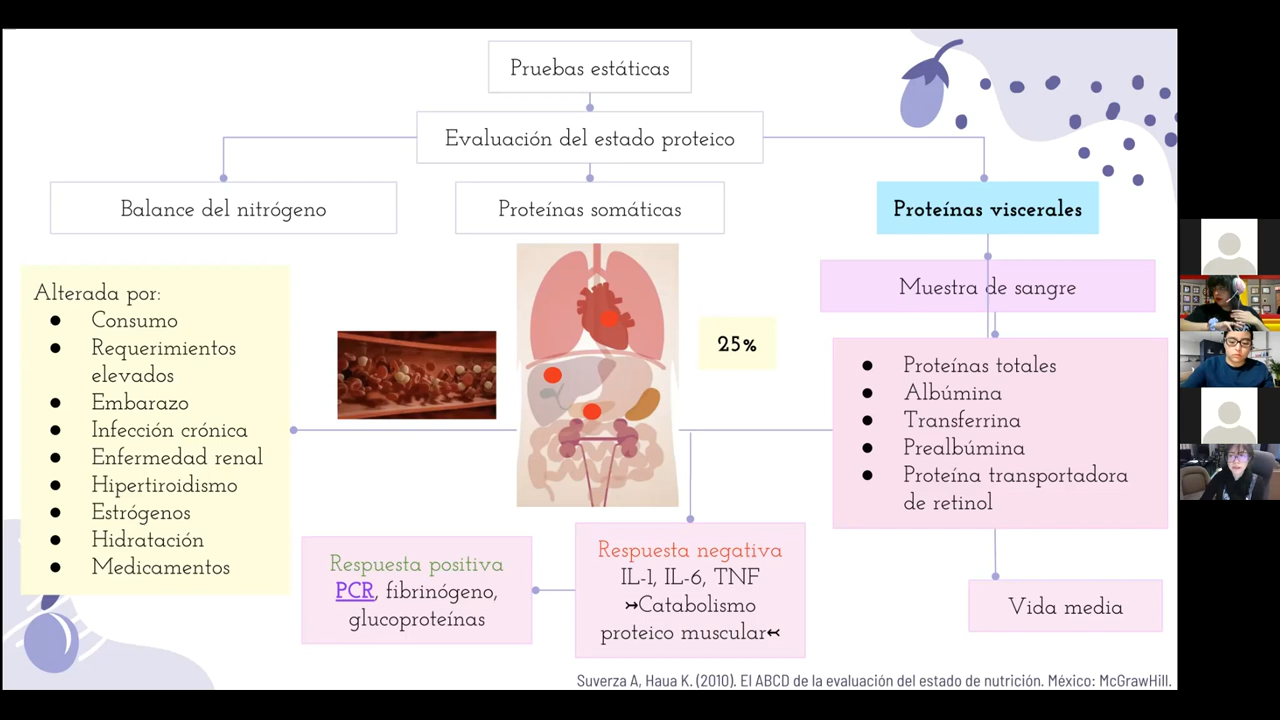 Pruebas estáticas
Evaluación del estado proteico
Balance del nitrógeno
Proteínas somáticas
Proteínas viscerales
Alterada por:
● Consumo
● Requerimientos
elevados
● Embarazo
● Infección crónica
● Enfermedad renal
● Hipertiroidismo
● Estrógenos
● Hidratación
● Medicamentos
25%
Muestra de sangre
● Proteínas totales
● Albúmina
● Transferrina
● Prealbúmina
● Proteína transportadora
de retinol
Respuesta positiva
PCR, fibrinógeno,
glucoproteínas
Respuesta negativa
IL-1, IL-6, TNF
↣Catabolismo
proteico muscular↢
Vida media
Suverza A, Haua K. (2010). El ABCD de la evaluación del estado de nutrición. México: McGrawHill.